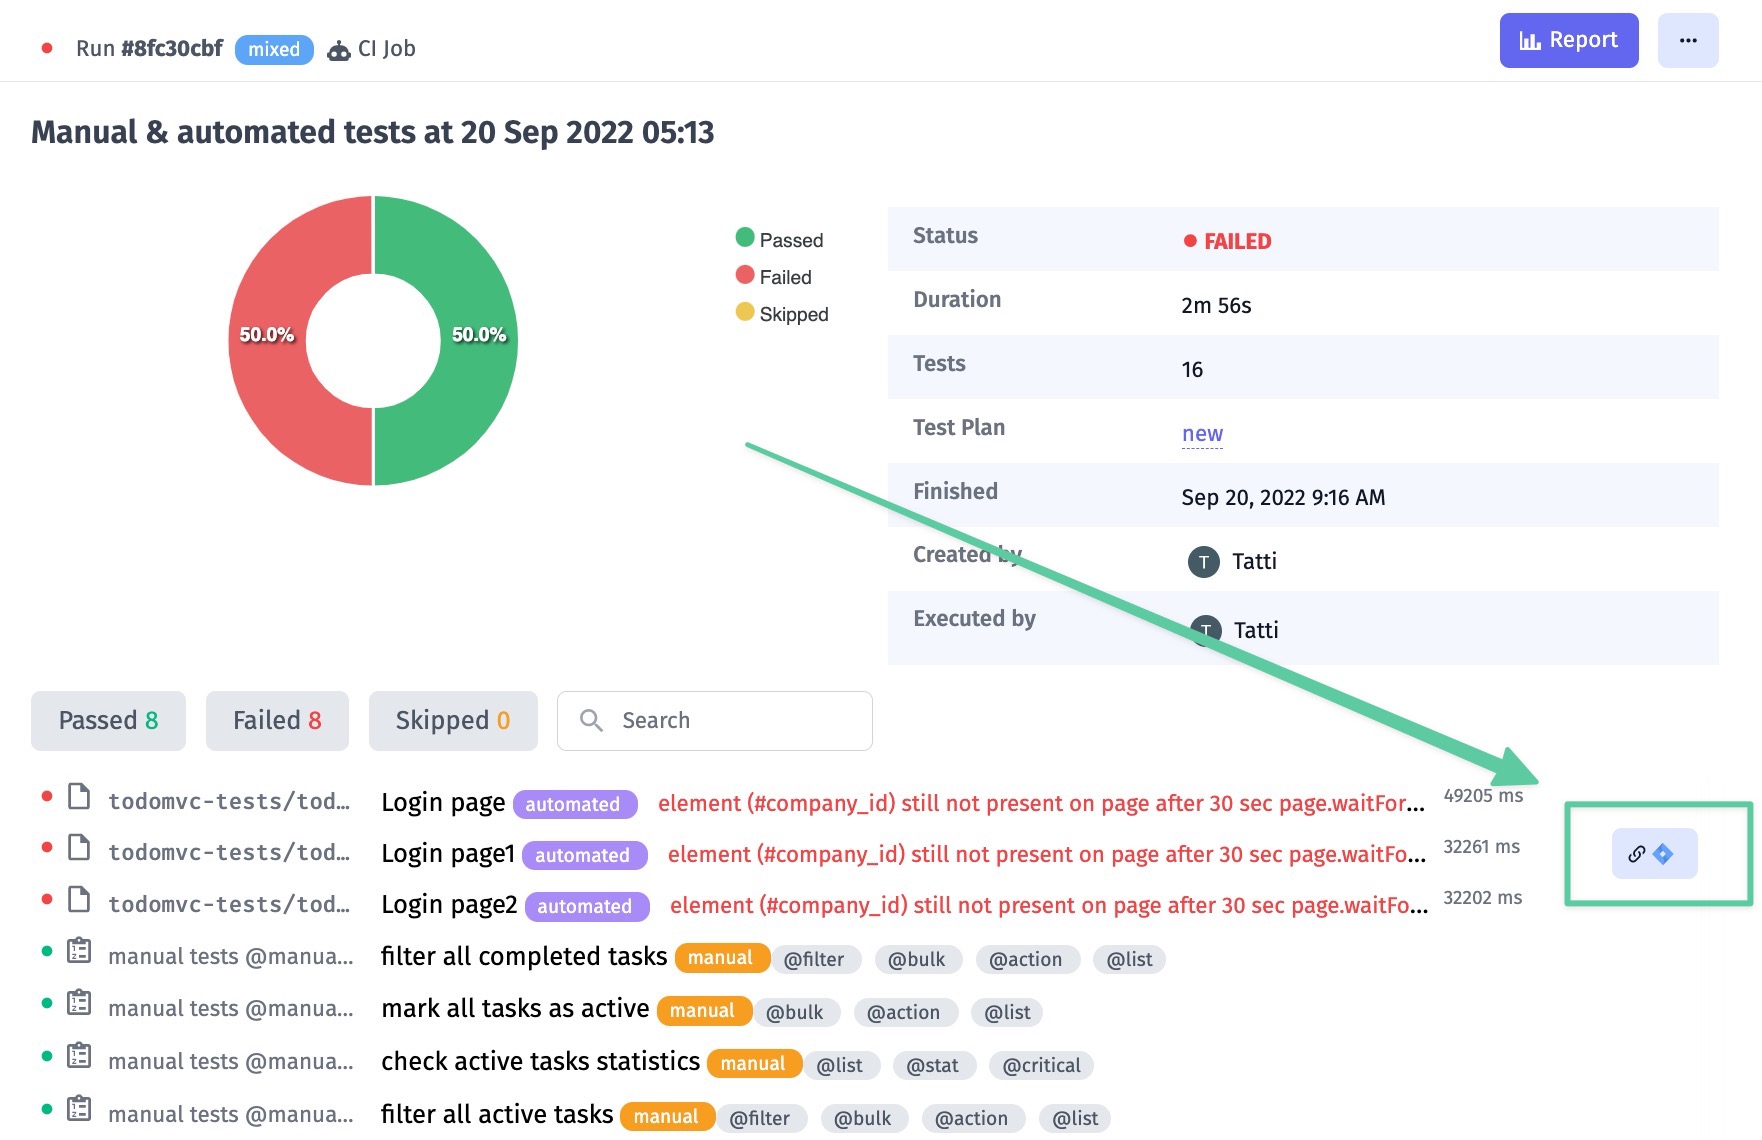 Run #8fc30cbf mixed CI Job Report ...
Manual & automated tests at 20 Sep 2022 05:13
50.0% 50.0%
Passed
Failed
Skipped
Status FAILED
Duration 2m 56s
Tests 16
Test Plan new
Finished Sep 20, 2022 9:16 AM
Created by T Tatti
Executed by T Tatti
Passed 8 Failed 8 Skipped 0 Search
todomvc-tests/tod... Login page automated element (#company_id) still not present on page after 30 sec page.waitFor... 49205 ms
todomvc-tests/tod... Login page1 automated element (#company_id) still not present on page after 30 sec page.waitFo... 32261 ms
todomvc-tests/tod... Login page2 automated element (#company_id) still not present on page after 30 sec page.waitFo... 32202 ms
manual tests @manua... filter all completed tasks manual @filter @bulk @action @list
manual tests @manua... mark all tasks as active manual @bulk @action @list
manual tests @manua... check active tasks statistics manual @list @stat @critical
manual tests @manua... filter all active tasks manual @filter @bulk @action @list